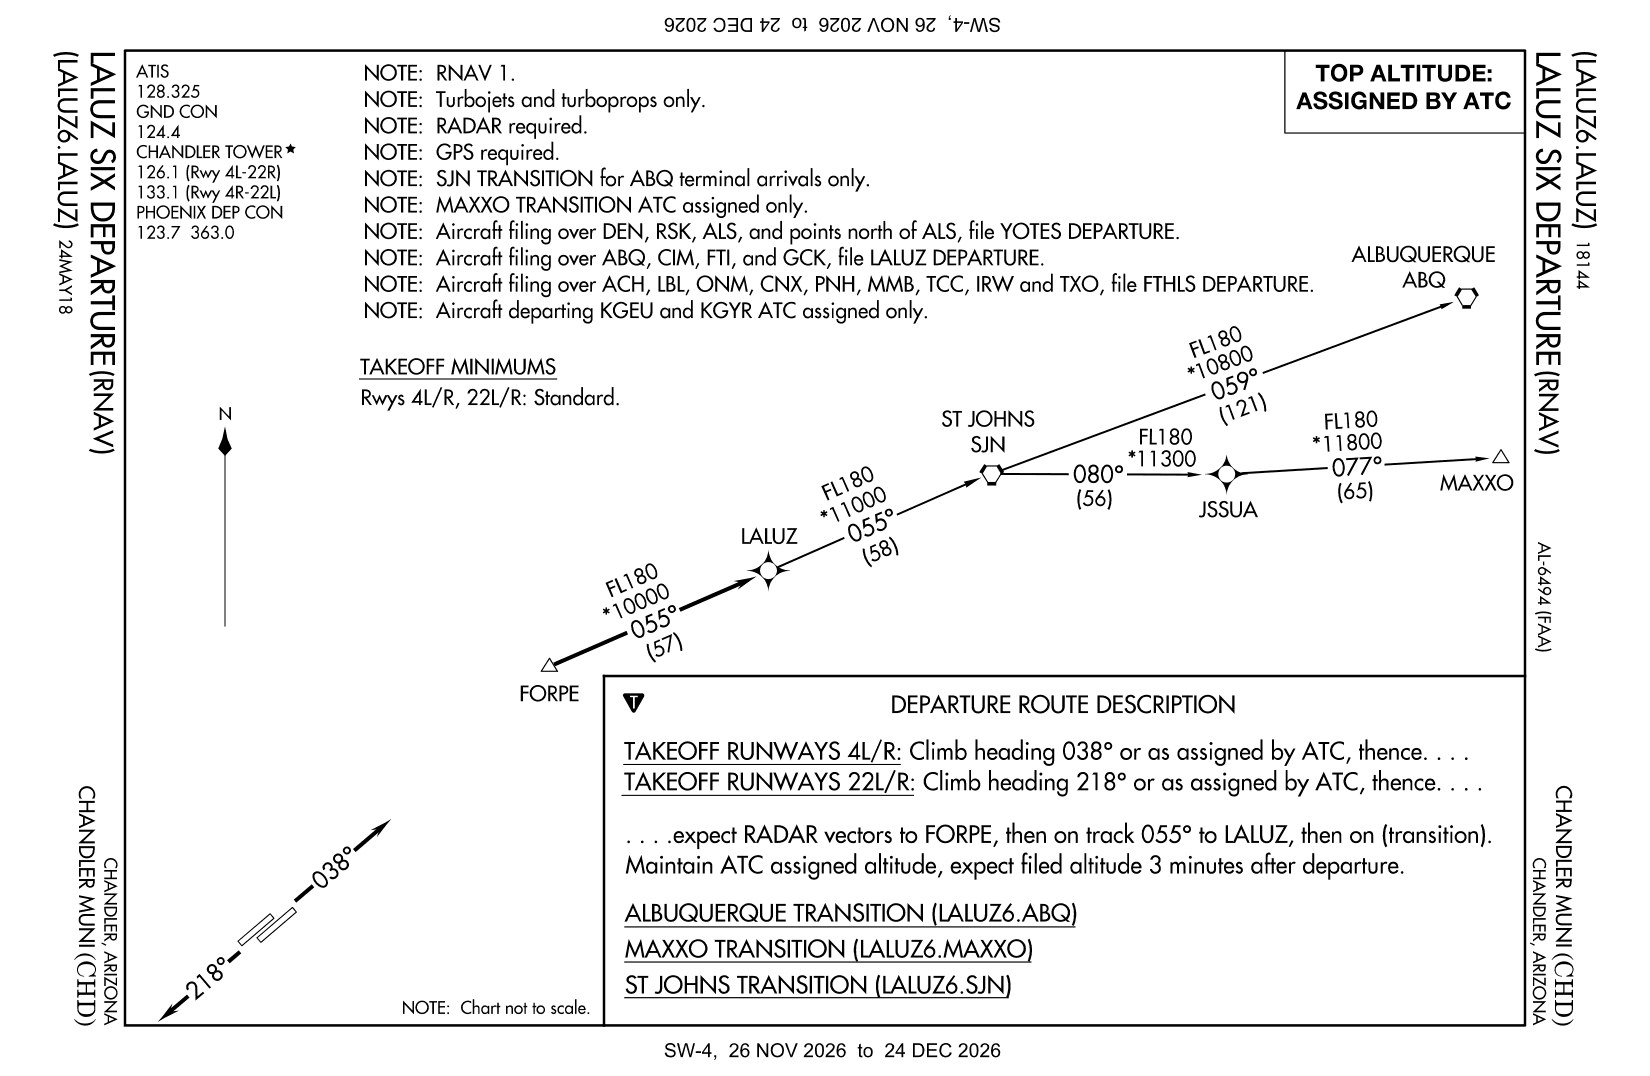 SW-4, 26 NOV 2026 to 24 DEC 2026
(LALUZ6.LALUZ) 24MAY18
LALUZ SIX DEPARTURE (RNAV)
CHANDLER MUNI (CHD)
CHANDLER, ARIZONA
ATIS
128.325
GND CON
124.4
CHANDLER TOWER★
126.1 (Rwy 4L-22R)
133.1 (Rwy 4R-22L)
PHOENIX DEP CON
123.7 363.0
NOTE: RNAV 1.
NOTE: Turbojets and turboprops only.
NOTE: RADAR required.
NOTE: GPS required.
NOTE: SJN TRANSITION for ABQ terminal arrivals only.
NOTE: MAXXO TRANSITION ATC assigned only.
NOTE: Aircraft filing over DEN, RSK, ALS, and points north of ALS, file YOTES DEPARTURE.
NOTE: Aircraft filing over ABQ, CIM, FTI, and GCK, file LALUZ DEPARTURE.
NOTE: Aircraft filing over ACH, LBL, ONM, CNX, PNH, MMB, TCC, IRW and TXO, file FTHLS DEPARTURE.
NOTE: Aircraft departing KGEU and KGYR ATC assigned only.
TOP ALTITUDE:
ASSIGNED BY ATC
TAKEOFF MINIMUMS
Rwys 4L/R, 22L/R: Standard.
N
ALBUQUERQUE
ABQ
FL180
*10800
059°
(121)
ST JOHNS
SJN
FL180
*11300
080°
(56)
JSSUA
FL180
*11800
077°
(65)
MAXXO
FL180
*11000
055°
(58)
LALUZ
FL180
*10000
055°
(57)
FORPE
038°
218°
NOTE: Chart not to scale.
T
DEPARTURE ROUTE DESCRIPTION
TAKEOFF RUNWAYS 4L/R: Climb heading 038° or as assigned by ATC, thence. . . .
TAKEOFF RUNWAYS 22L/R: Climb heading 218° or as assigned by ATC, thence. . . .
. . . .expect RADAR vectors to FORPE, then on track 055° to LALUZ, then on (transition).
Maintain ATC assigned altitude, expect filed altitude 3 minutes after departure.
ALBUQUERQUE TRANSITION (LALUZ6.ABQ)
MAXXO TRANSITION (LALUZ6.MAXXO)
ST JOHNS TRANSITION (LALUZ6.SJN)
(LALUZ6.LALUZ) 18144
LALUZ SIX DEPARTURE (RNAV)
AL-6494 (FAA)
CHANDLER MUNI (CHD)
CHANDLER, ARIZONA
SW-4, 26 NOV 2026 to 24 DEC 2026